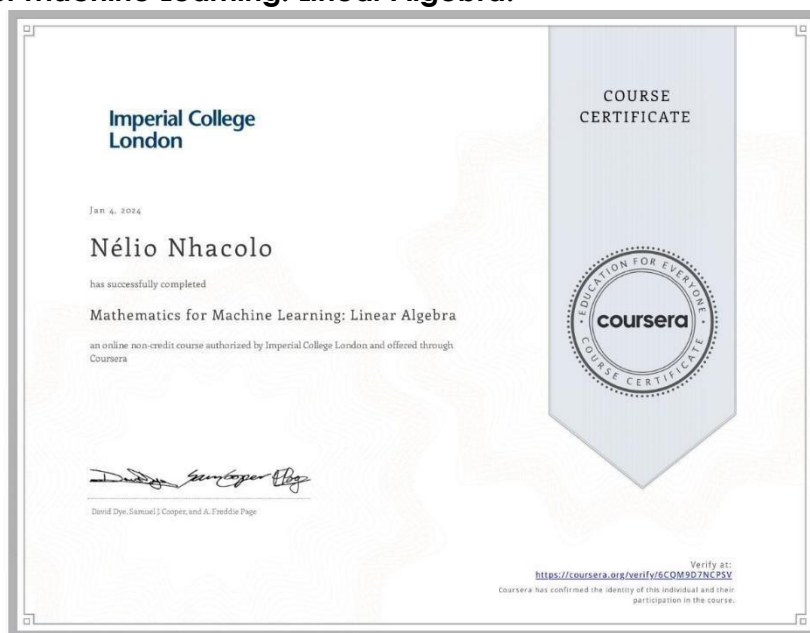 Imperial College
London
COURSE
CERTIFICATE
Jan 4, 2024
Nélio Nhacolo
has successfully completed
Mathematics for Machine Learning: Linear Algebra
an online non-credit course authorized by Imperial College London and offered through
Coursera
EDUCATION FOR EVERYONE
coursera
COURSE CERTIFICATE
David Dye, Samuel J Cooper, and A. Freddie Page
Verify at:
https://coursera.org/verify/6CQM9D7NCPSV
Coursera has confirmed the identity of this individual and their
participation in the course.